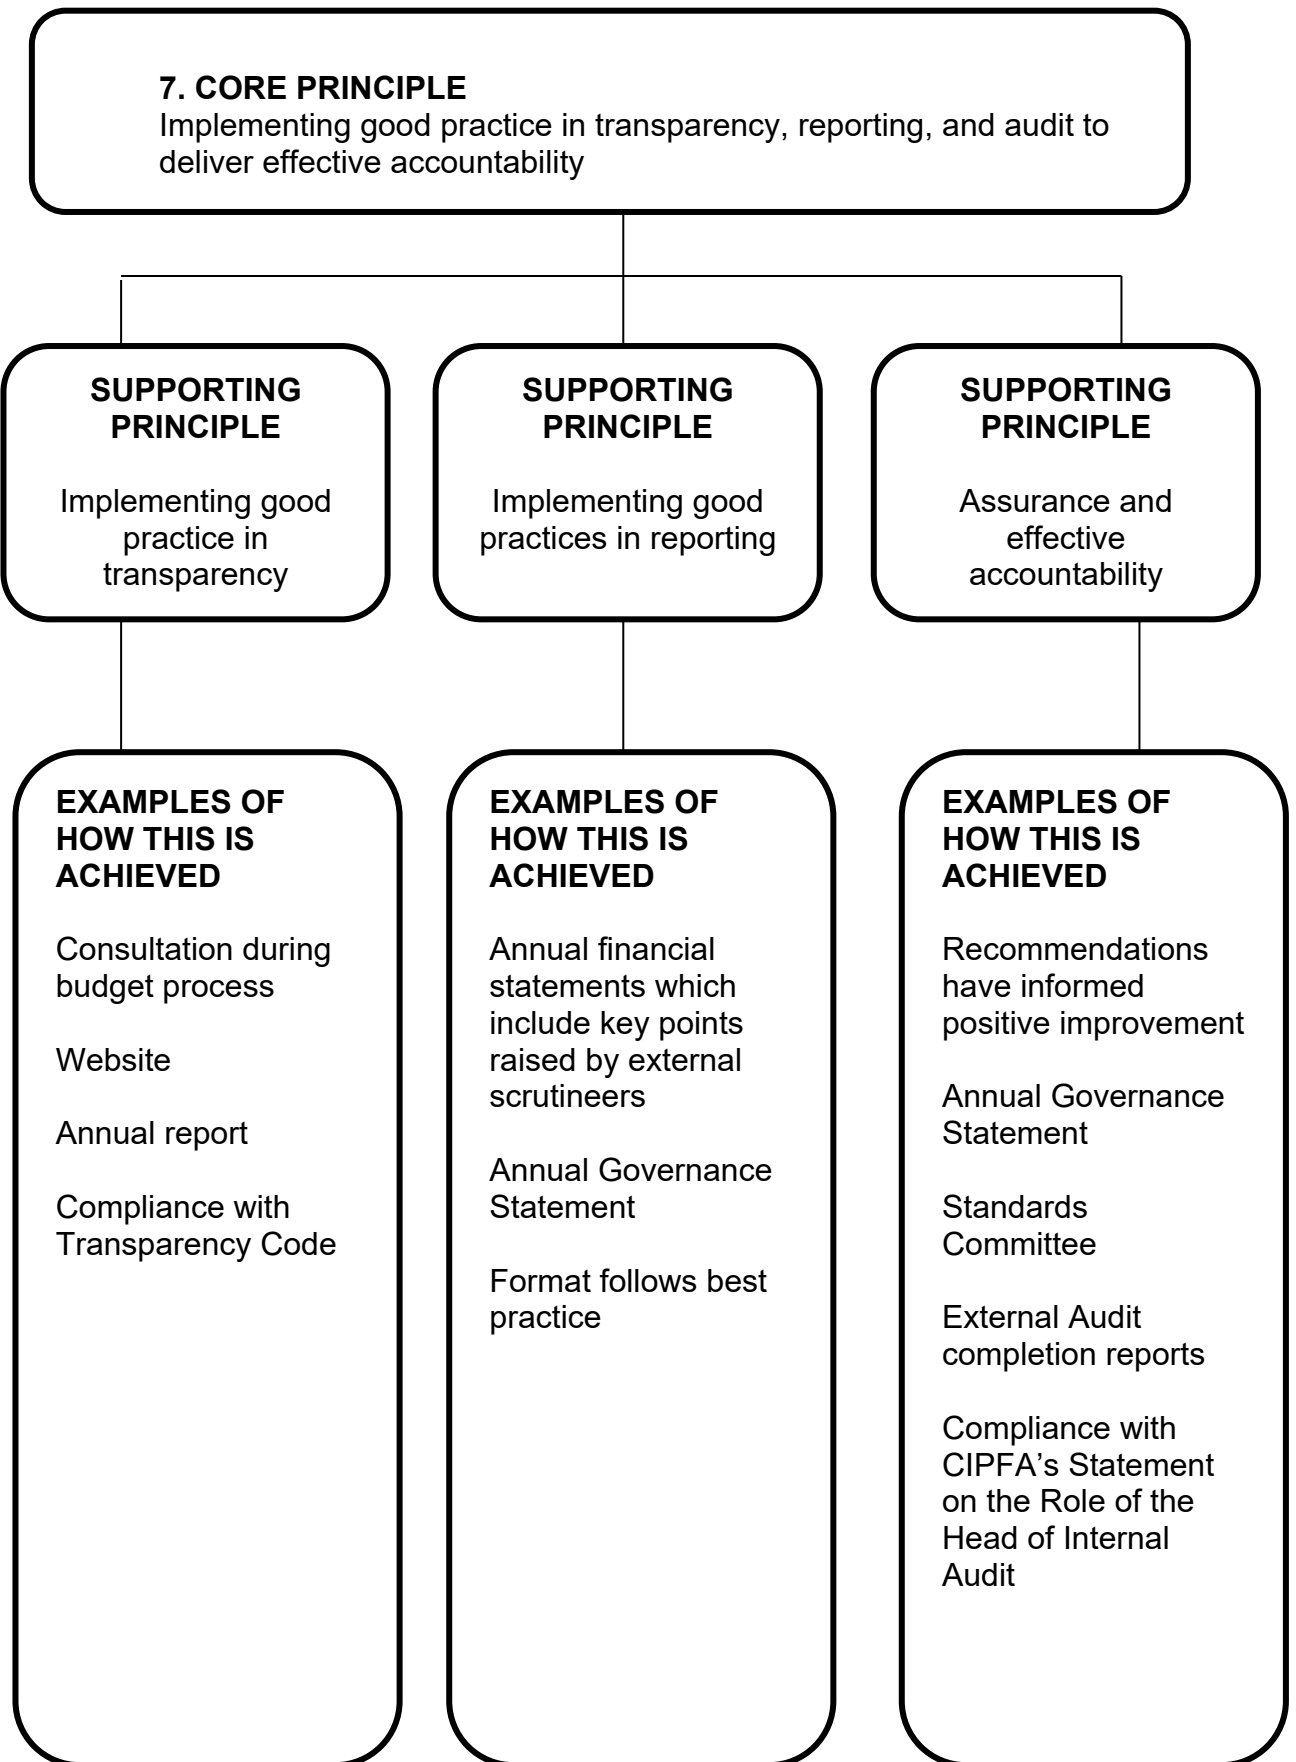 7. CORE PRINCIPLE
Implementing good practice in transparency, reporting, and audit to
deliver effective accountability
SUPPORTING
PRINCIPLE
Implementing good
practice in
transparency
SUPPORTING
PRINCIPLE
Implementing good
practices in reporting
SUPPORTING
PRINCIPLE
Assurance and
effective
accountability
EXAMPLES OF
HOW THIS IS
ACHIEVED
Consultation during
budget process
Website
Annual report
Compliance with
Transparency Code
EXAMPLES OF
HOW THIS IS
ACHIEVED
Annual financial
statements which
include key points
raised by external
scrutineers
Annual Governance
Statement
Format follows best
practice
EXAMPLES OF
HOW THIS IS
ACHIEVED
Recommendations
have informed
positive improvement
Annual Governance
Statement
Standards
Committee
External Audit
completion reports
Compliance with
CIPFA’s Statement
on the Role of the
Head of Internal
Audit